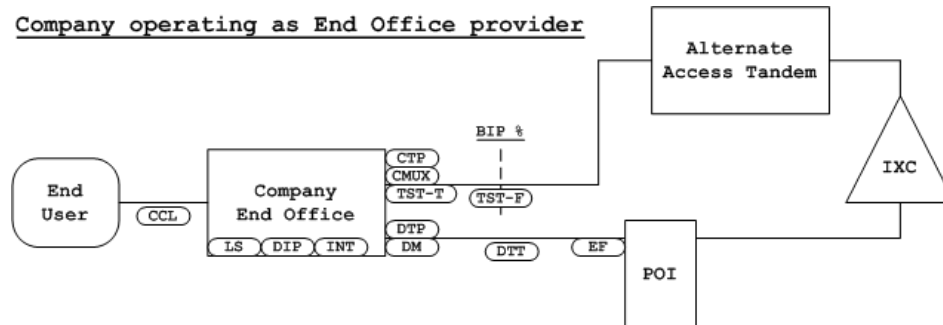 Company operating as End Office provider
Alternate
Access Tandem
BIP %
IXC
CTP
CMUX
TST-T
TST-F
End
User
CCL
Company
End Office
LS
DIP
INT
DTP
DM
DTT
EF
POI